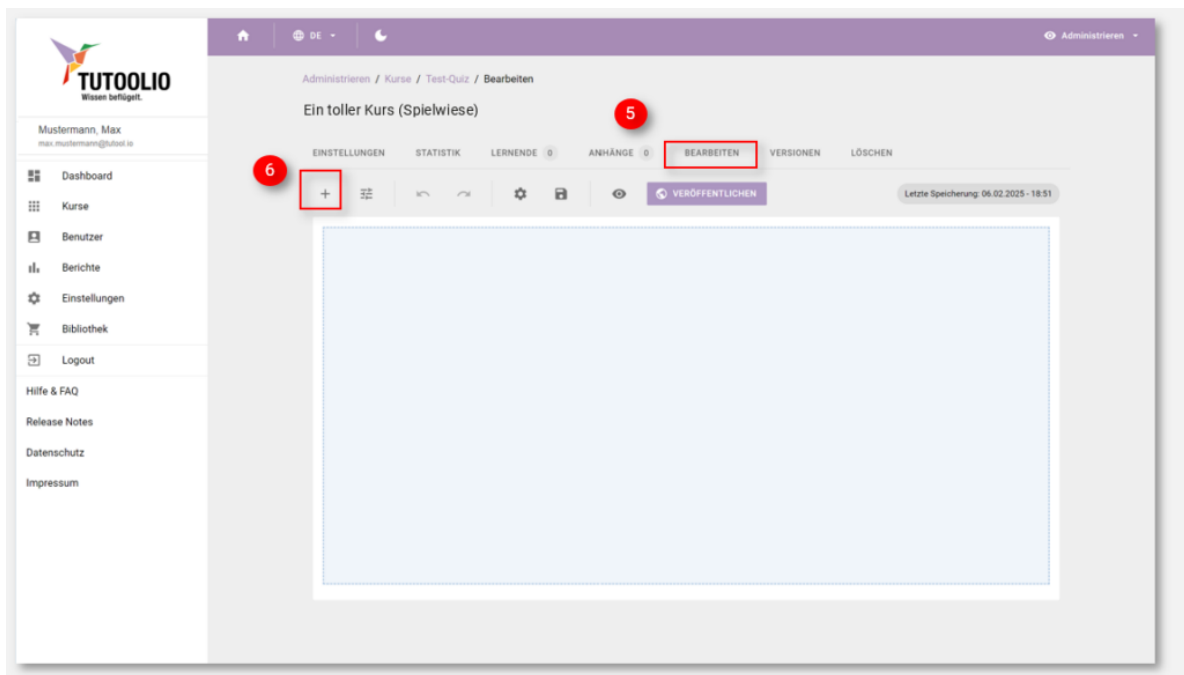 DE
Administrieren
TUTOOLIO
Wissen beflügelt.
Mustermann, Max
max.mustermann@tutool.io
Dashboard
Kurse
Benutzer
Berichte
Einstellungen
Bibliothek
Logout
Hilfe & FAQ
Release Notes
Datenschutz
Impressum
Administrieren / Kurse / Test-Quiz / Bearbeiten
Ein toller Kurs (Spielwiese)
5
EINSTELLUNGEN STATISTIK LERNENDE 0 ANHÄNGE 0 BEARBEITEN VERSIONEN LÖSCHEN
6
VERÖFFENTLICHEN
Letzte Speicherung: 06.02.2025 - 18:51